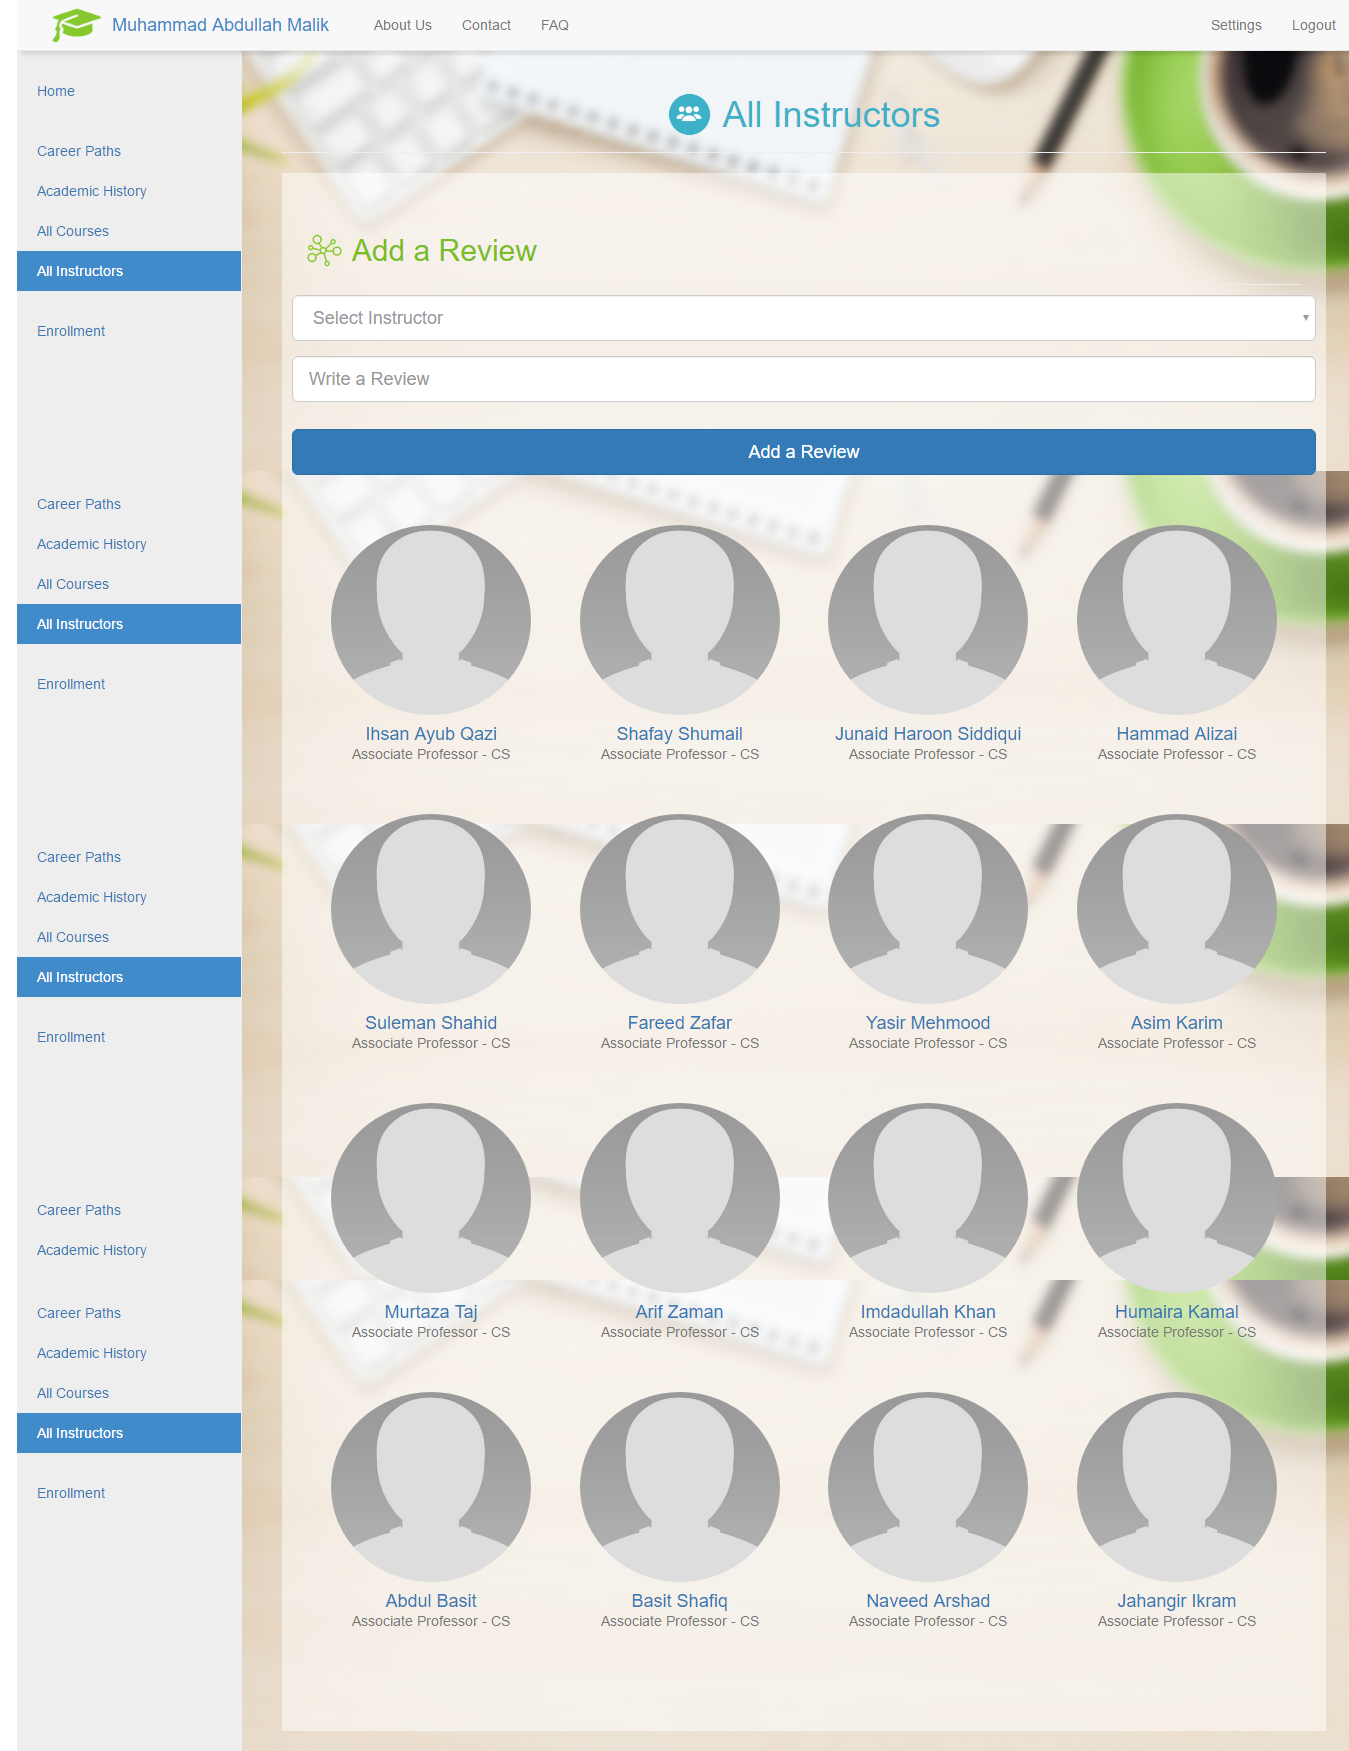 Muhammad Abdullah Malik About Us Contact FAQ Settings Logout
Home
Career Paths
Academic History
All Courses
All Instructors
Enrollment
All Instructors
Add a Review
Select Instructor
Write a Review
Add a Review
Career Paths
Academic History
All Courses
All Instructors
Enrollment
Ihsan Ayub Qazi
Associate Professor - CS
Shafay Shumail
Associate Professor - CS
Junaid Haroon Siddiqui
Associate Professor - CS
Hammad Alizai
Associate Professor - CS
Career Paths
Academic History
All Courses
All Instructors
Enrollment
Suleman Shahid
Associate Professor - CS
Fareed Zafar
Associate Professor - CS
Yasir Mehmood
Associate Professor - CS
Asim Karim
Associate Professor - CS
Career Paths
Academic History
Murtaza Taj
Associate Professor - CS
Arif Zaman
Associate Professor - CS
Imdadullah Khan
Associate Professor - CS
Humaira Kamal
Associate Professor - CS
Career Paths
Academic History
All Courses
All Instructors
Enrollment
Abdul Basit
Associate Professor - CS
Basit Shafiq
Associate Professor - CS
Naveed Arshad
Associate Professor - CS
Jahangir Ikram
Associate Professor - CS